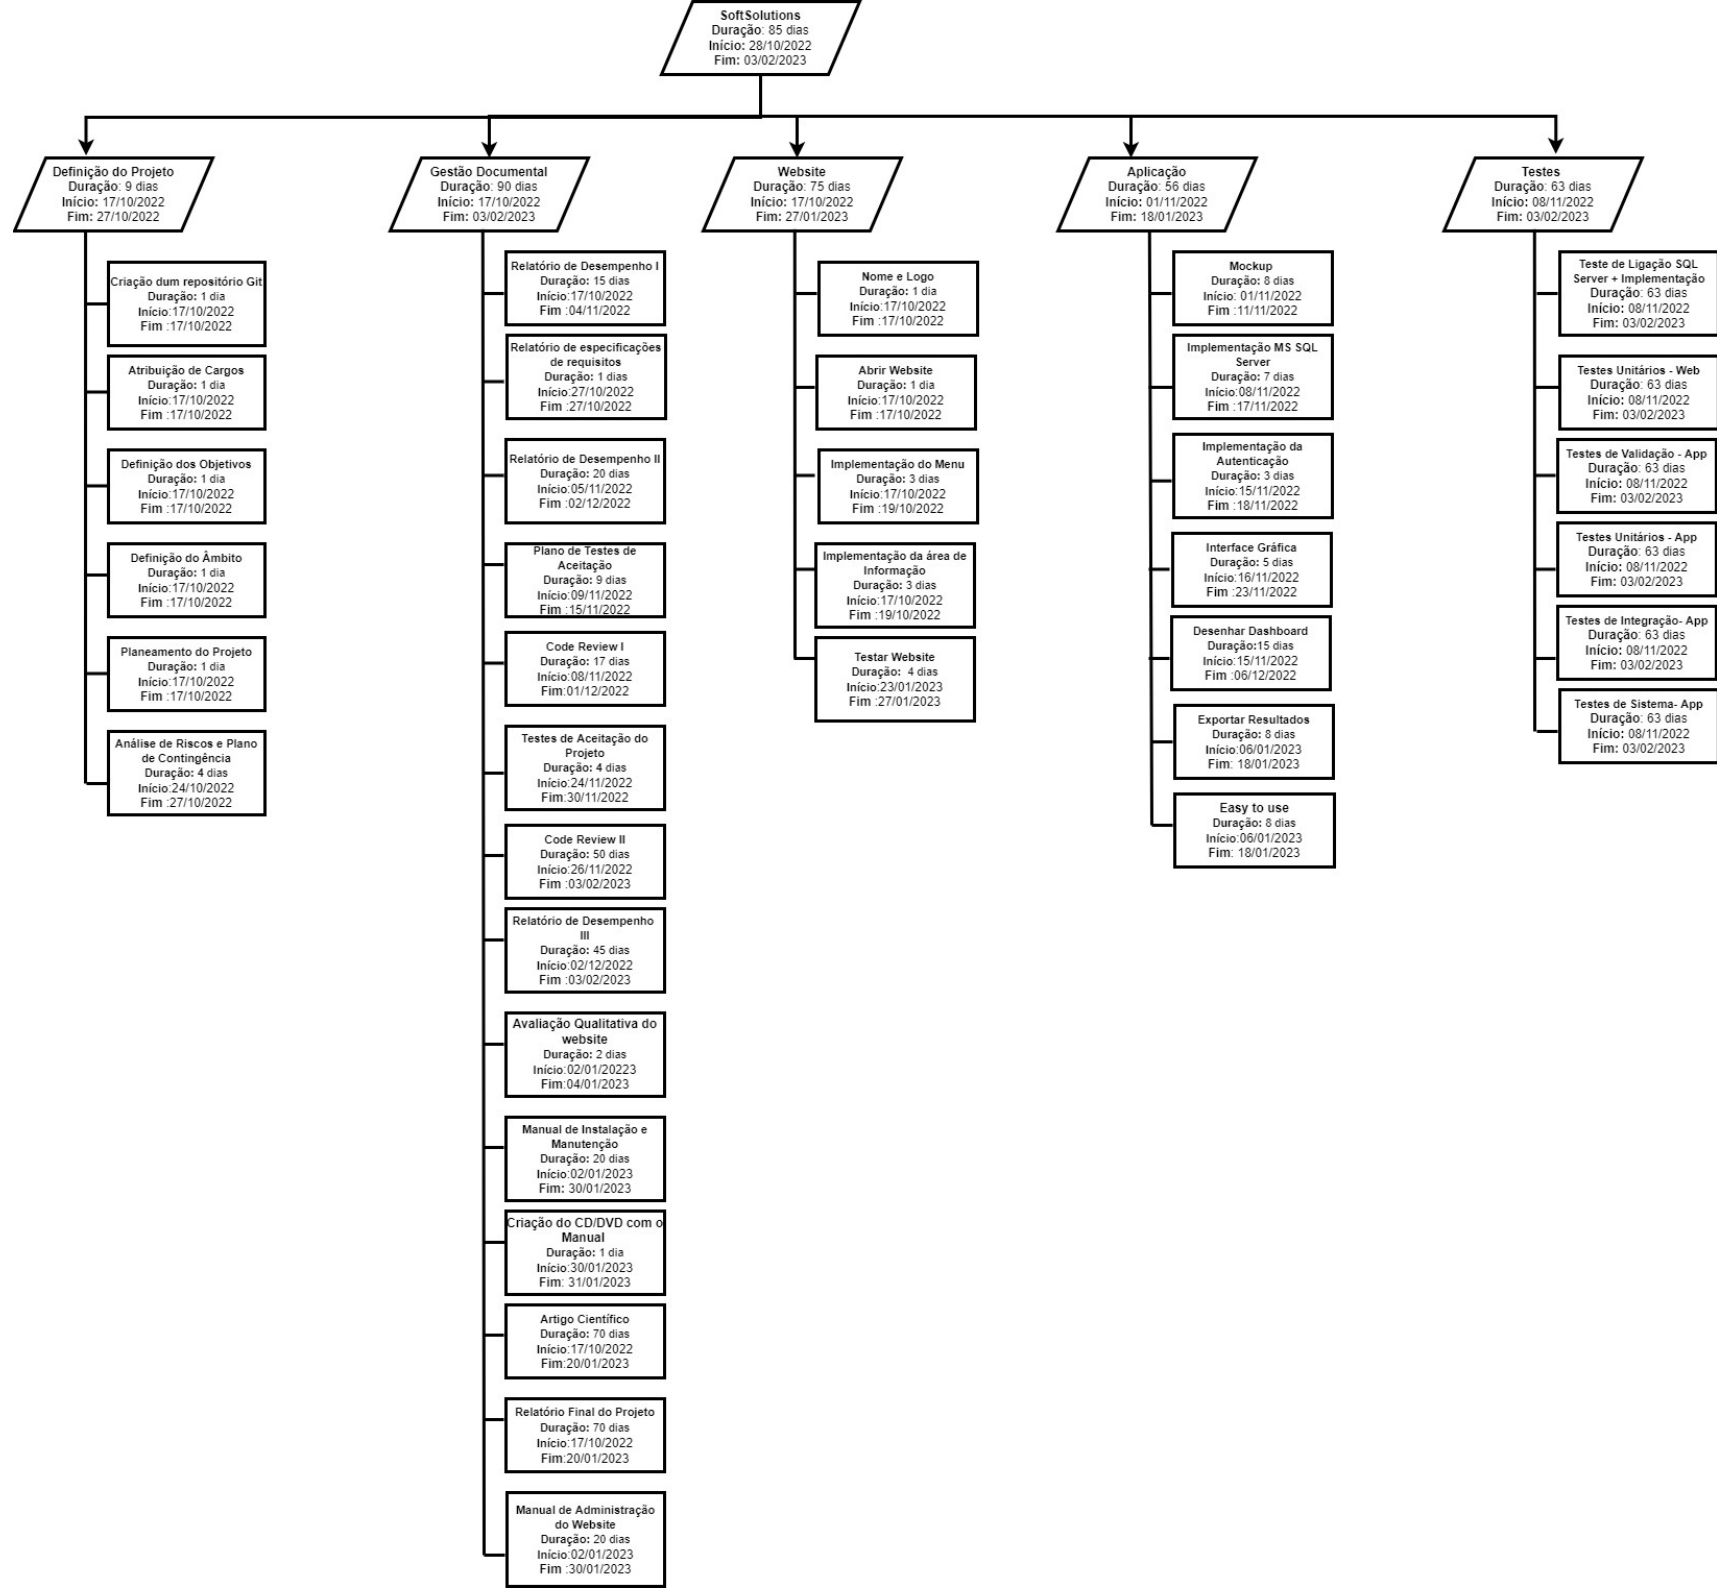 SoftSolutions
Duração: 85 dias
Início: 28/10/2022
Fim: 03/02/2023
Definição do Projeto
Duração: 9 dias
Início: 17/10/2022
Fim: 27/10/2022
Criação dum repositório Git
Duração: 1 dia
Início:17/10/2022
Fim :17/10/2022
Atribuição de Cargos
Duração: 1 dia
Início:17/10/2022
Fim :17/10/2022
Definição dos Objetivos
Duração: 1 dia
Início:17/10/2022
Fim :17/10/2022
Definição do Âmbito
Duração: 1 dia
Início:17/10/2022
Fim :17/10/2022
Planeamento do Projeto
Duração: 1 dia
Início:17/10/2022
Fim :17/10/2022
Análise de Riscos e Plano
de Contingência
Duração: 4 dias
Início:24/10/2022
Fim :27/10/2022
Gestão Documental
Duração: 90 dias
Início: 17/10/2022
Fim: 03/02/2023
Relatório de Desempenho I
Duração: 15 dias
Início:17/10/2022
Fim :04/11/2022
Relatório de especificações
de requisitos
Duração: 1 dias
Início:27/10/2022
Fim :27/10/2022
Relatório de Desempenho II
Duração: 20 dias
Início:05/11/2022
Fim :02/12/2022
Plano de Testes de
Aceitação
Duração: 9 dias
Início:09/11/2022
Fim :15/11/2022
Code Review I
Duração: 17 dias
Início:08/11/2022
Fim:01/12/2022
Testes de Aceitação do
Projeto
Duração: 4 dias
Início:24/11/2022
Fim:30/11/2022
Code Review II
Duração: 50 dias
Início:26/11/2022
Fim :03/02/2023
Relatório de Desempenho
III
Duração: 45 dias
Início:02/12/2022
Fim :03/02/2023
Avaliação Qualitativa do
website
Duração: 2 dias
Início:02/01/20223
Fim:04/01/2023
Manual de Instalação e
Manutenção
Duração: 20 dias
Início:02/01/2023
Fim: 30/01/2023
Criação do CD/DVD com o
Manual
Duração: 1 dia
Início:30/01/2023
Fim: 31/01/2023
Artigo Científico
Duração: 70 dias
Início:17/10/2022
Fim:20/01/2023
Relatório Final do Projeto
Duração: 70 dias
Início:17/10/2022
Fim:20/01/2023
Manual de Administração
do Website
Duração: 20 dias
Início:02/01/2023
Fim :30/01/2023
Website
Duração: 75 dias
Início: 17/10/2022
Fim: 27/01/2023
Nome e Logo
Duração: 1 dia
Início:17/10/2022
Fim :17/10/2022
Abrir Website
Duração: 1 dia
Início:17/10/2022
Fim :17/10/2022
Implementação do Menu
Duração: 3 dias
Início:17/10/2022
Fim :19/10/2022
Implementação da área de
Informação
Duração: 3 dias
Início:17/10/2022
Fim :19/10/2022
Testar Website
Duração: 4 dias
Início:23/01/2023
Fim :27/01/2023
Aplicação
Duração: 56 dias
Início: 01/11/2022
Fim: 18/01/2023
Mockup
Duração: 8 dias
Início: 01/11/2022
Fim : 11/11/2022
Implementação MS SQL
Server
Duração: 7 dias
Início:08/11/2022
Fim : 17/11/2022
Implementação da
Autenticação
Duração: 3 dias
Início:15/11/2022
Fim :18/11/2022
Interface Gráfica
Duração: 5 dias
Início:16/11/2022
Fim :23/11/2022
Desenhar Dashboard
Duração:15 dias
Início:15/11/2022
Fim :06/12/2022
Exportar Resultados
Duração: 8 dias
Início:06/01/2023
Fim: 18/01/2023
Easy to use
Duração: 8 dias
Início:06/01/2023
Fim: 18/01/2023
Testes
Duração: 63 dias
Início: 08/11/2022
Fim: 03/02/2023
Teste de Ligação SQL
Server + Implementação
Duração: 63 dias
Início: 08/11/2022
Fim: 03/02/2023
Testes Unitários - Web
Duração: 63 dias
Início: 08/11/2022
Fim: 03/02/2023
Testes de Validação - App
Duração: 63 dias
Início: 08/11/2022
Fim: 03/02/2023
Testes Unitários - App
Duração: 63 dias
Início: 08/11/2022
Fim: 03/02/2023
Testes de Integração- App
Duração: 63 dias
Início: 08/11/2022
Fim: 03/02/2023
Testes de Sistema- App
Duração: 63 dias
Início: 08/11/2022
Fim: 03/02/2023